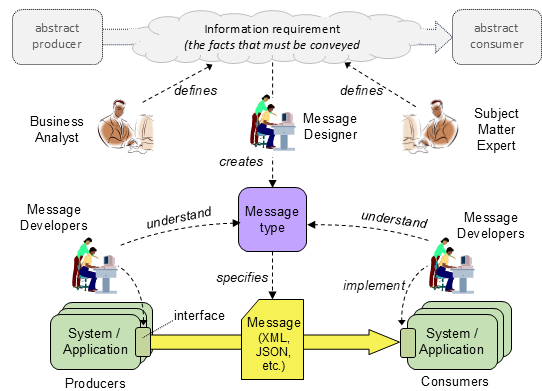 abstract
producer
Information requirement
(the facts that must be conveyed
abstract
consumer
defines
defines
Business
Analyst
Message
Designer
Subject
Matter
Expert
creates
Message
Developers
understand
Message
type
understand
Message
Developers
specifies
implement
interface
System /
Application
Message
(XML,
JSON,
etc.)
System /
Application
Producers
Consumers